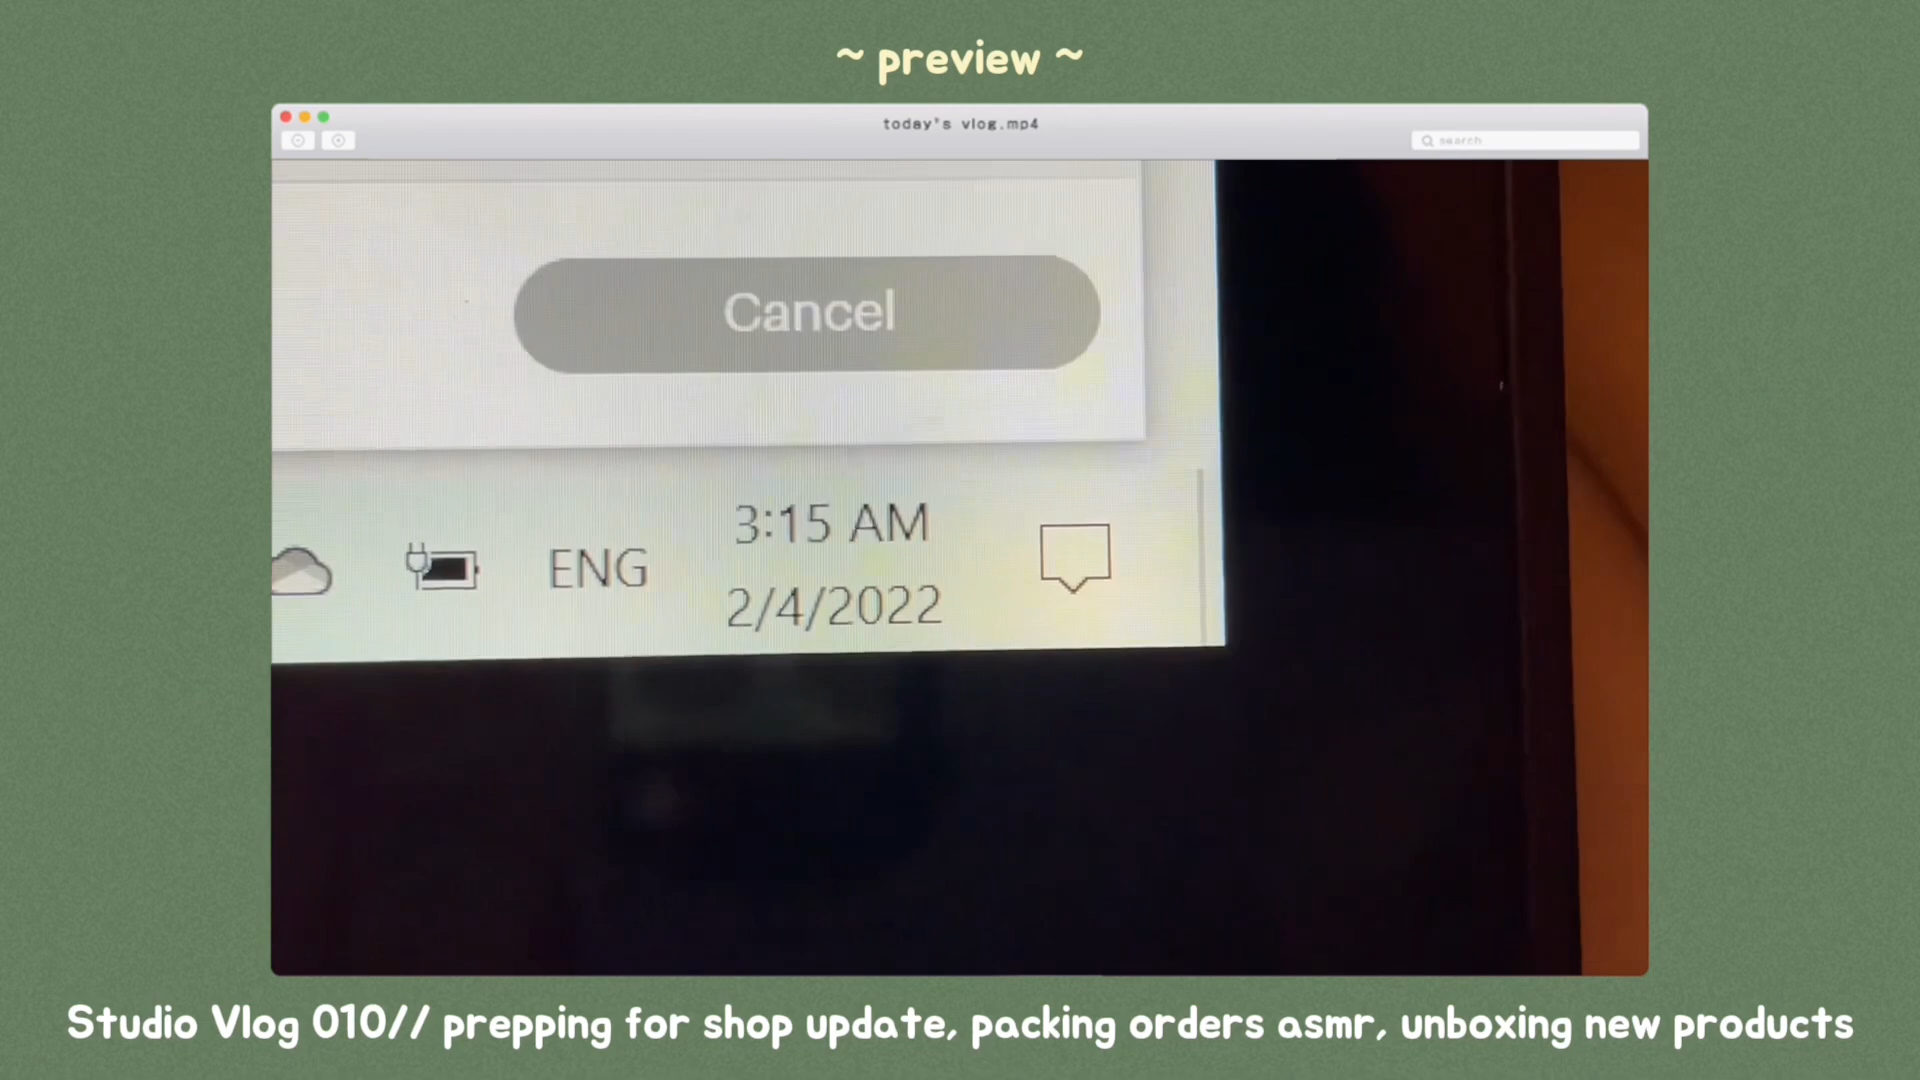 ~ preview ~
today's vlog.mp4
search
Cancel
3:15 AM
ENG
2/4/2022
Studio Vlog 010// prepping for shop update, packing orders asmr, unboxing new products